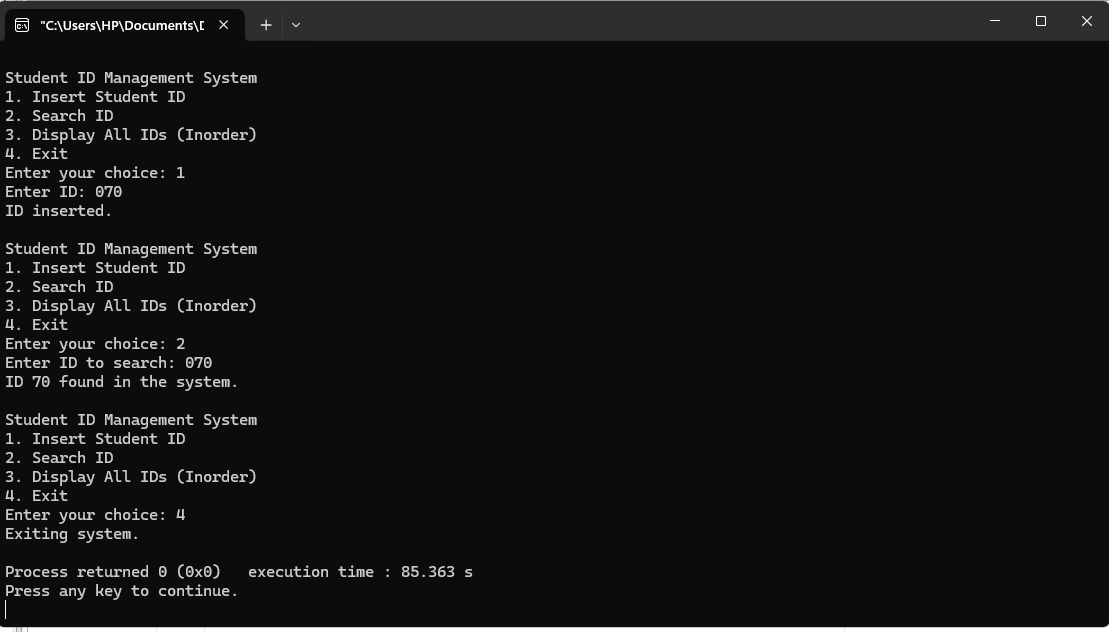 "C:\Users\HP\Documents\D
Student ID Management System
1. Insert Student ID
2. Search ID
3. Display All IDs (Inorder)
4. Exit
Enter your choice: 1
Enter ID: 070
ID inserted.
Student ID Management System
1. Insert Student ID
2. Search ID
3. Display All IDs (Inorder)
4. Exit
Enter your choice: 2
Enter ID to search: 070
ID 70 found in the system.
Student ID Management System
1. Insert Student ID
2. Search ID
3. Display All IDs (Inorder)
4. Exit
Enter your choice: 4
Exiting system.
Process returned 0 (0x0)   execution time : 85.363 s
Press any key to continue.